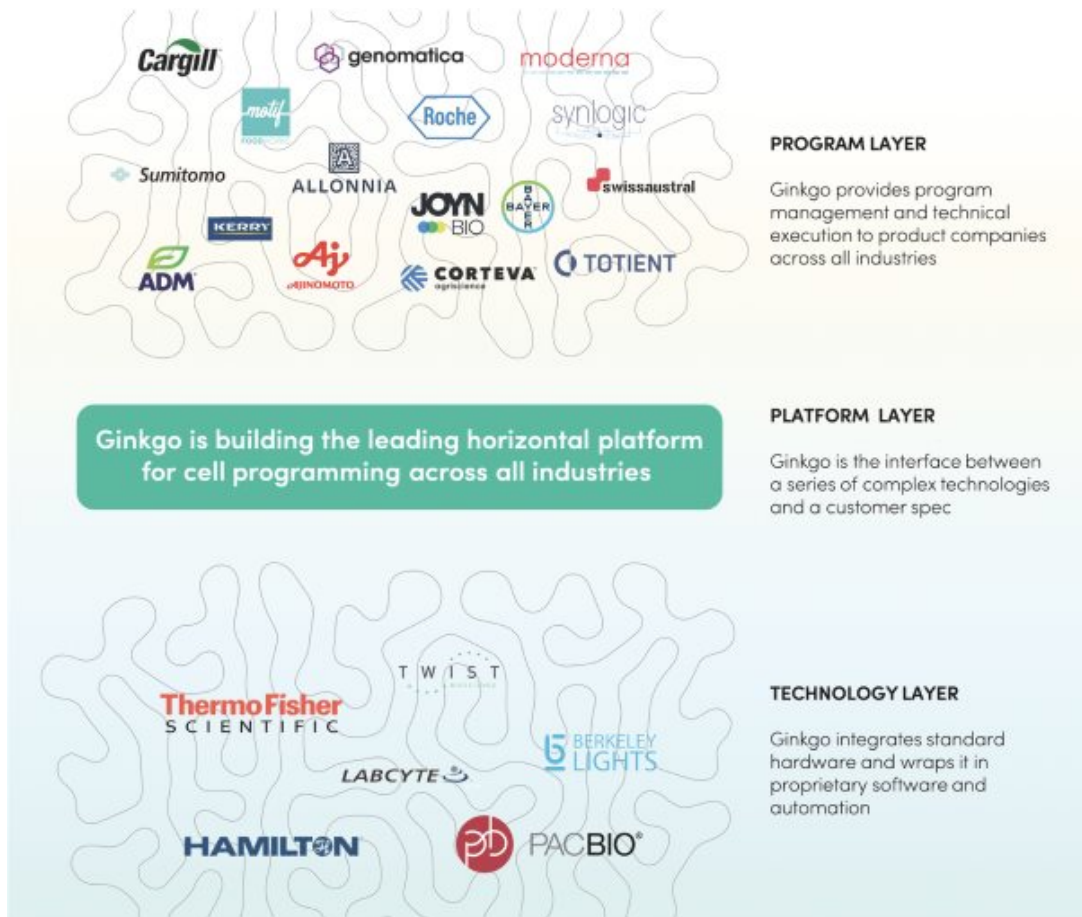 Cargill
genomatica
moderna
motif
FOODWORKS
Roche
synlogic
Sumitomo
A
ALLONNIA
JOYN
BIO
BAYER
BAYER
swissaustral
KERRY
ADM
Aj
AJINOMOTO
CORTEVA
agriscience
TOTIENT
PROGRAM LAYER
Ginkgo provides program
management and technical
execution to product companies
across all industries
Ginkgo is building the leading horizontal platform
for cell programming across all industries
PLATFORM LAYER
Ginkgo is the interface between
a series of complex technologies
and a customer spec
ThermoFisher
SCIENTIFIC
TWIST
BERKELEY
LIGHTS
LABCYTE
HAMILTON
pb PACBIO®
TECHNOLOGY LAYER
Ginkgo integrates standard
hardware and wraps it in
proprietary software and
automation